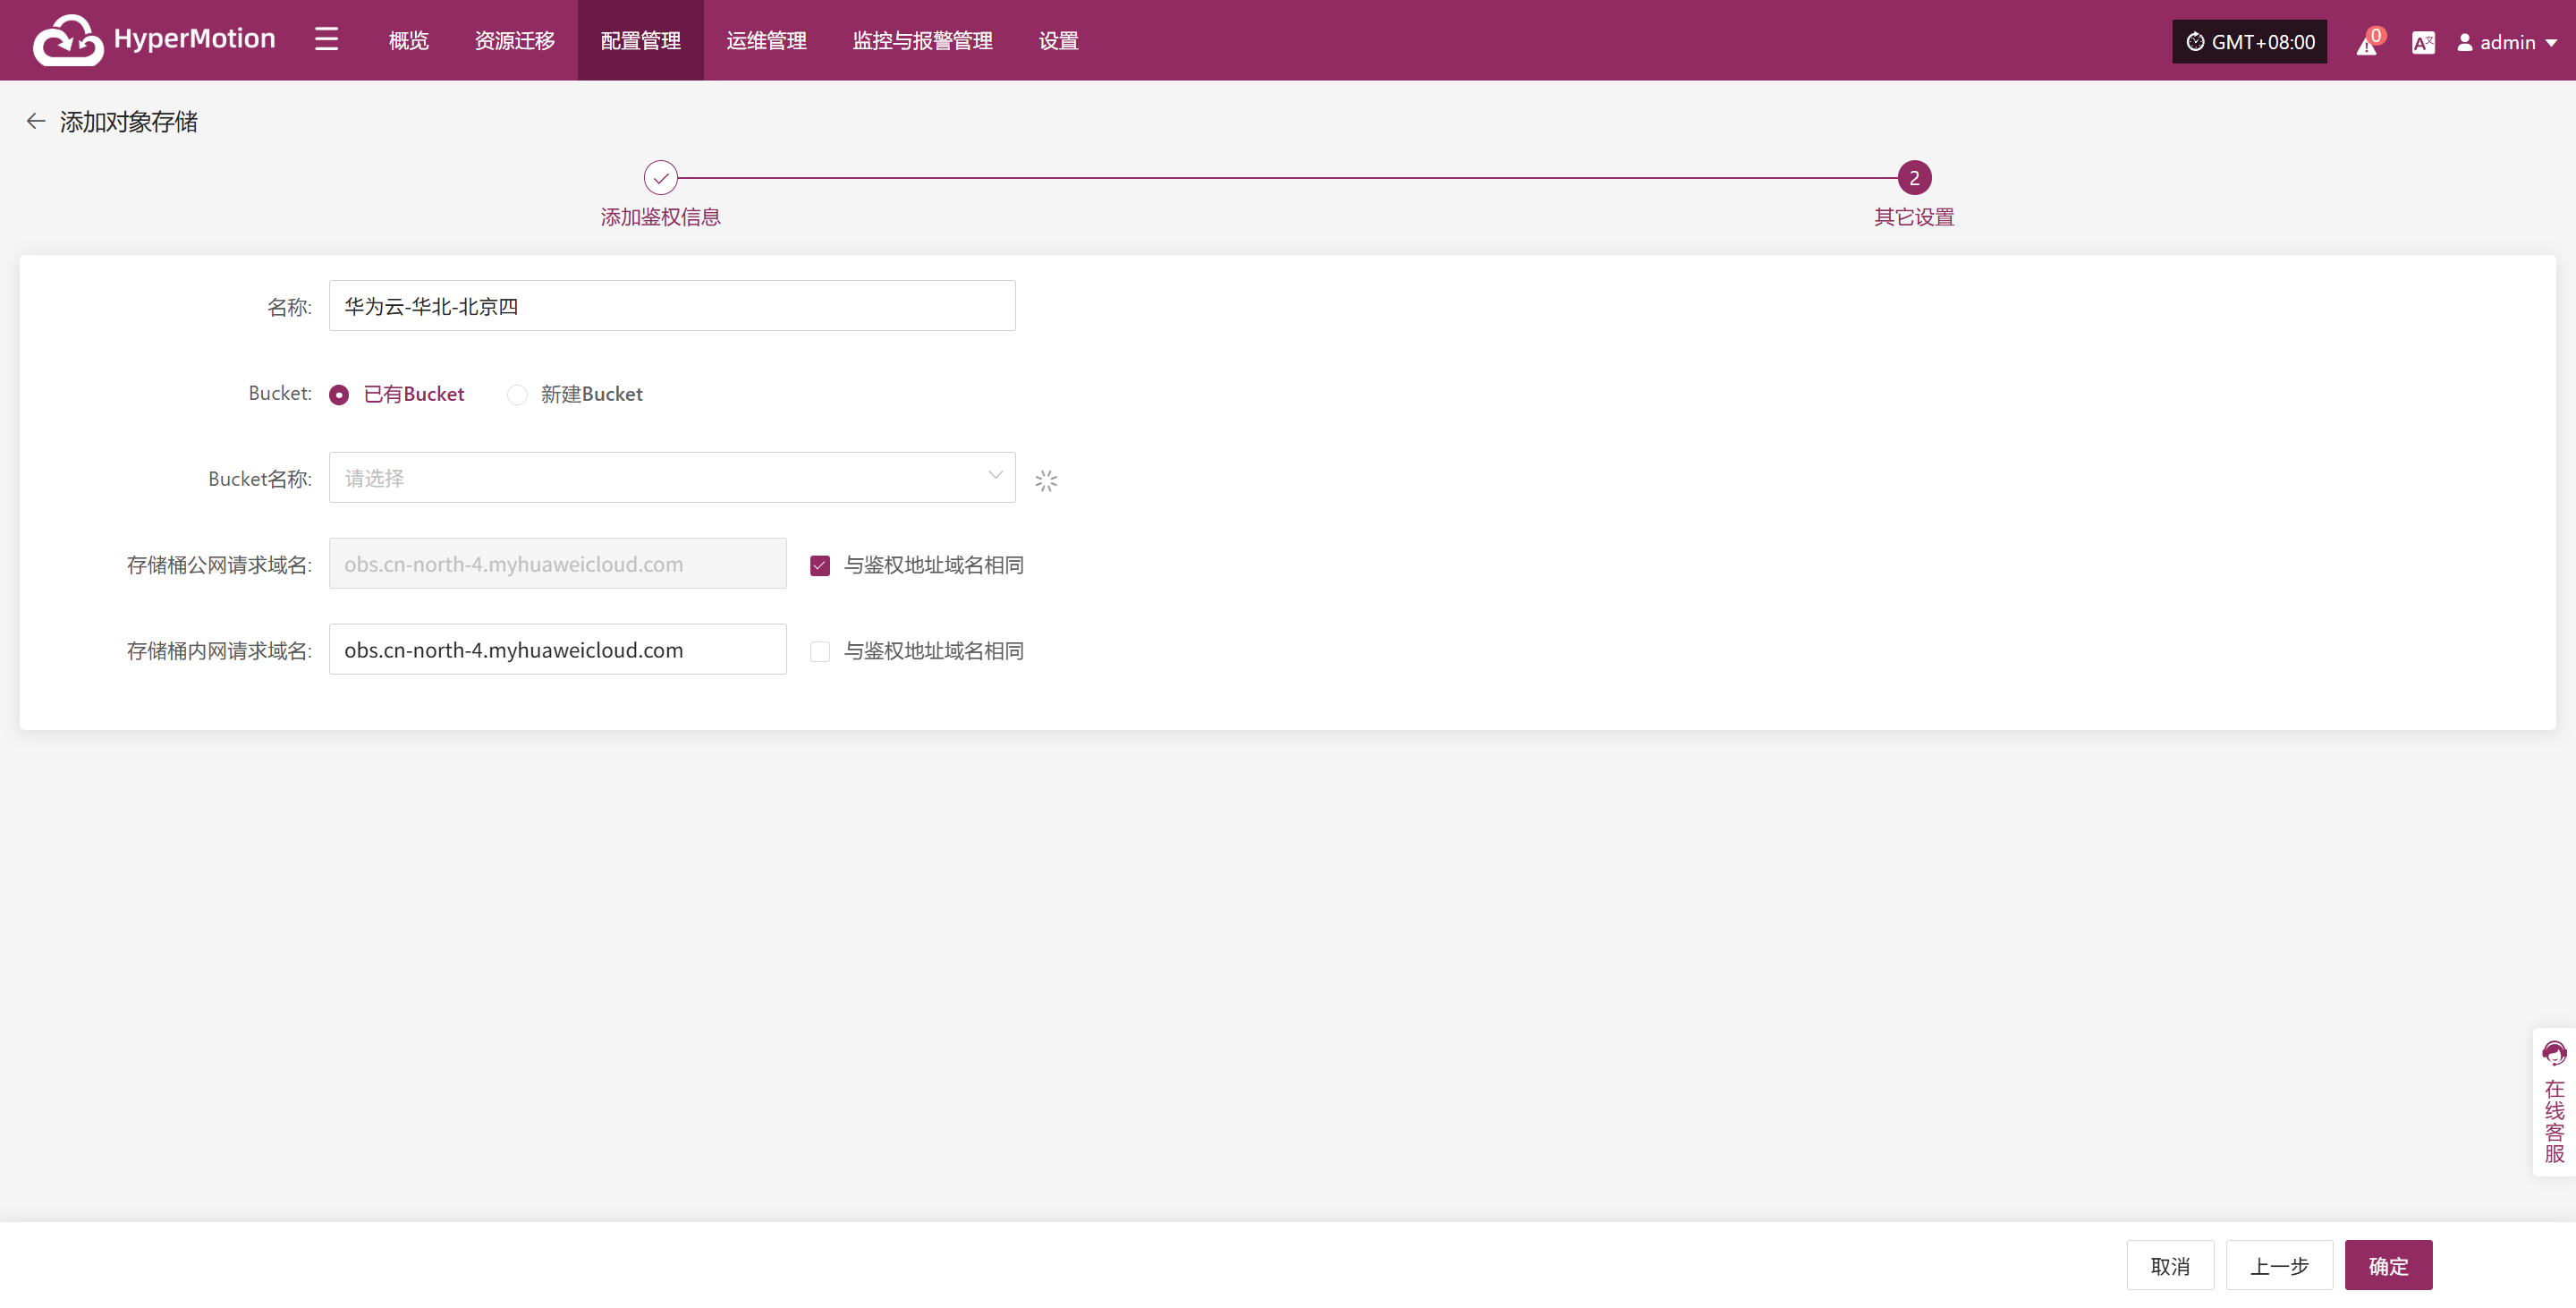 HyperMotion 概览 资源迁移 配置管理 运维管理 监控与报警管理 设置 GMT+08:00 0 A文 admin
添加对象存储
2
添加鉴权信息 其它设置
名称: 华为云-华北-北京四
Bucket: 已有Bucket 新建Bucket
Bucket名称: 请选择
存储桶公网请求域名: obs.cn-north-4.myhuaweicloud.com 与鉴权地址域名相同
存储桶内网请求域名: obs.cn-north-4.myhuaweicloud.com 与鉴权地址域名相同
在线客服
取消 上一步 确定